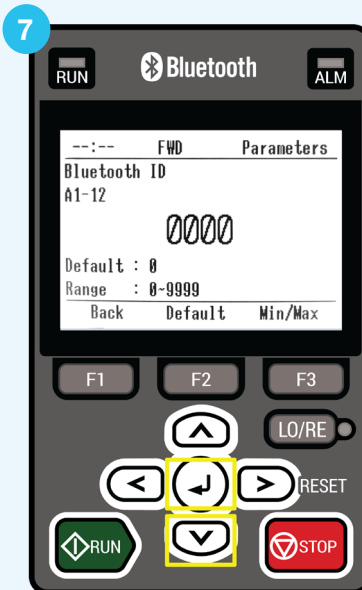 7
RUN Bluetooth ALM
--:-- FWD Parameters
Bluetooth ID
A1-12
0000
Default : 0
Range : 0~9999
Back Default Min/Max
F1 F2 F3
LO/RE
RESET
RUN STOP